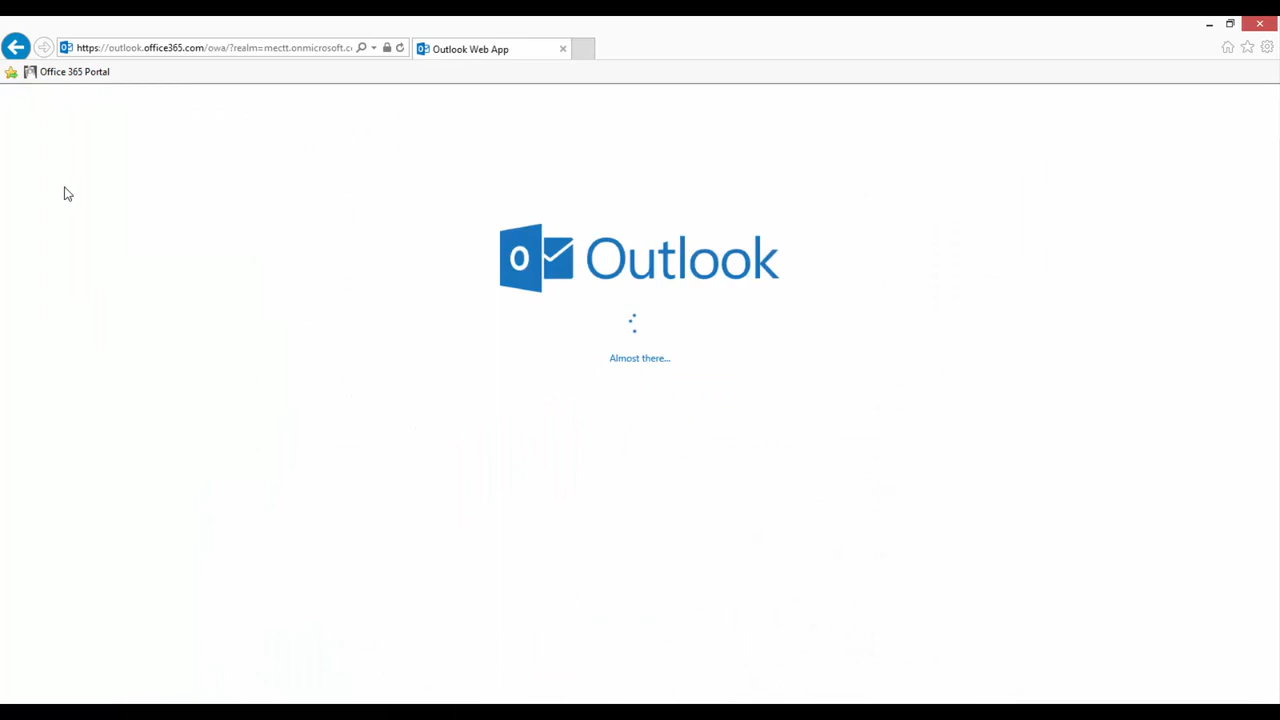 https://outlook.office365.com/owa/?realm=mectt.onmicrosoft.c
Outlook Web App
Office 365 Portal
Outlook
Almost there...